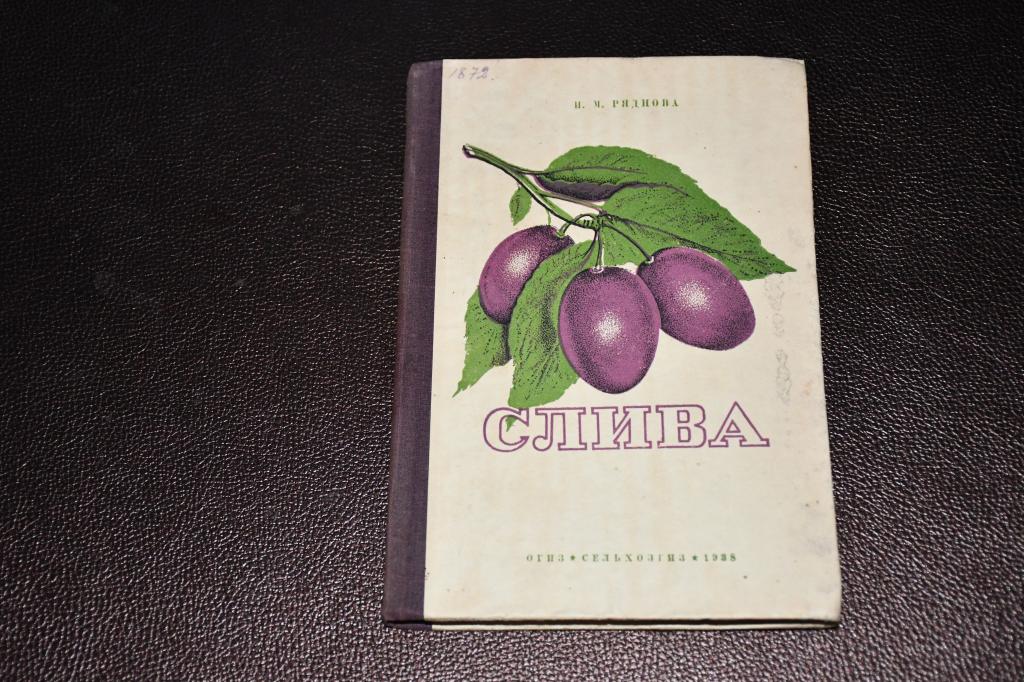 1872.
И. М. РЯДНОВА
СЛИВА
ОГИЗ ★ СЕЛЬХОЗГИЗ ★ 1938